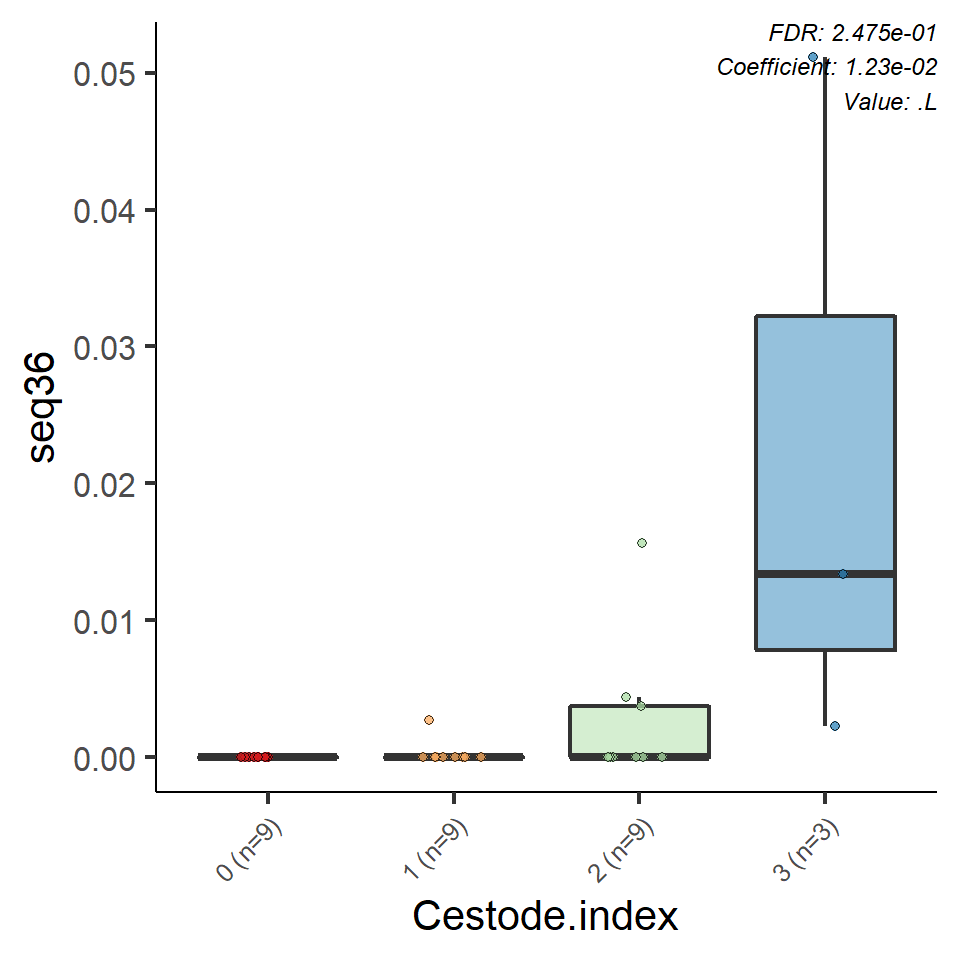 FDR: 2.475e-01
Coefficient: 1.23e-02
Value: .L
0.05
0.04
0.03
0.02
0.01
0.00
seq36
0 (n=9)
1 (n=9)
2 (n=9)
3 (n=3)
Cestode.index